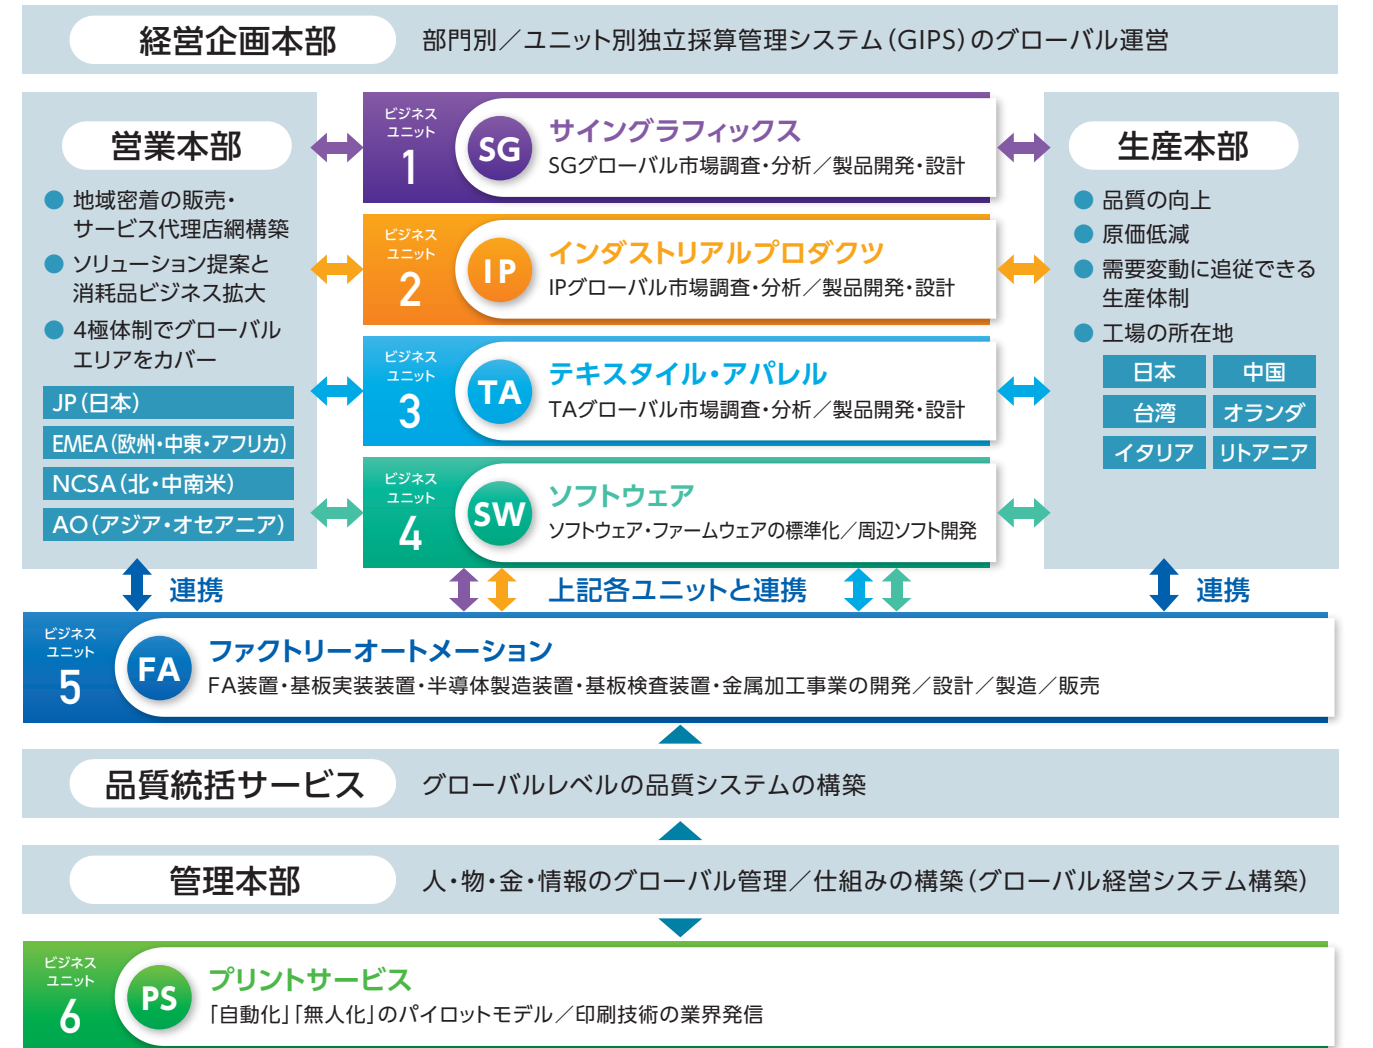 経営企画本部
部門別／ユニット別独立採算管理システム(GIPS)のグローバル運営
営業本部
● 地域密着の販売・
サービス代理店網構築
● ソリューション提案と
消耗品ビジネス拡大
● 4極体制でグローバル
エリアをカバー
JP(日本)
EMEA(欧州・中東・アフリカ)
NCSA(北・中南米)
AO(アジア・オセアニア)
ビジネス
ユニット
1
SG
サイングラフィックス
SGグローバル市場調査・分析／製品開発・設計
ビジネス
ユニット
2
IP
インダストリアルプロダクツ
IPグローバル市場調査・分析／製品開発・設計
ビジネス
ユニット
3
TA
テキスタイル・アパレル
TAグローバル市場調査・分析／製品開発・設計
ビジネス
ユニット
4
SW
ソフトウェア
ソフトウェア・ファームウェアの標準化／周辺ソフト開発
生産本部
● 品質の向上
● 原価低減
● 需要変動に追従できる
生産体制
● 工場の所在地
日本 中国
台湾 オランダ
イタリア リトアニア
連携
上記各ユニットと連携
連携
ビジネス
ユニット
5
FA
ファクトリーオートメーション
FA装置・基板実装装置・半導体製造装置・基板検査装置・金属加工事業の開発／設計／製造／販売
品質統括サービス
グローバルレベルの品質システムの構築
管理本部
人・物・金・情報のグローバル管理／仕組みの構築(グローバル経営システム構築)
ビジネス
ユニット
6
PS
プリントサービス
「自動化」「無人化」のパイロットモデル／印刷技術の業界発信